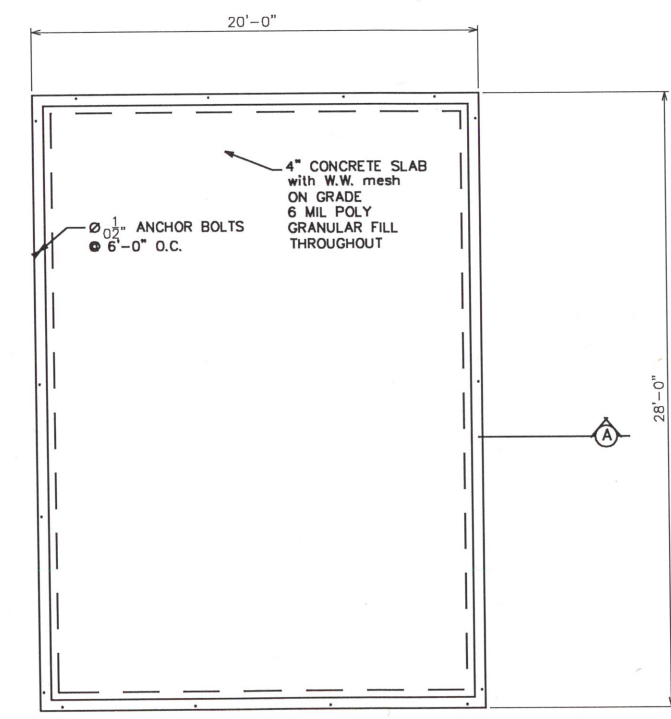 20'-0"
4" CONCRETE SLAB
with W.W. mesh
ON GRADE
6 MIL POLY
GRANULAR FILL
THROUGHOUT
Ø 0½" ANCHOR BOLTS
@ 6'-0" O.C.
28'-0"
A